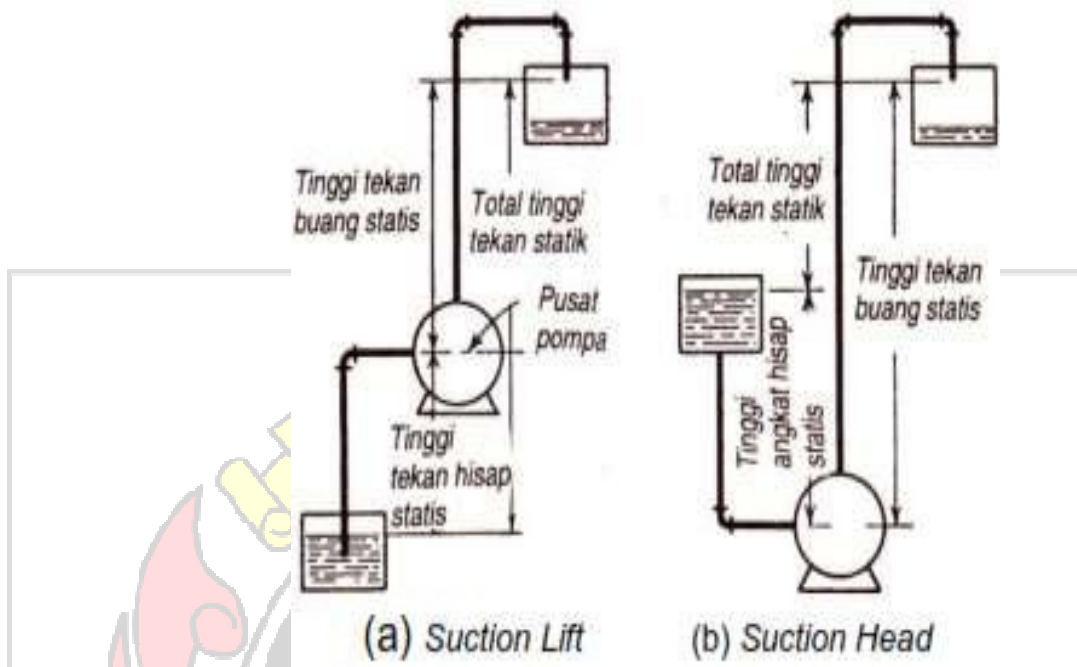 Tinggi tekan
buang statis
Total tinggi
tekan statik
Pusat
pompa
Tinggi
tekan hisap
statis
(a) Suction Lift
Total tinggi
tekan statik
Tinggi tekan
buang statis
Tinggi
angkat hisap
statis
(b) Suction Head